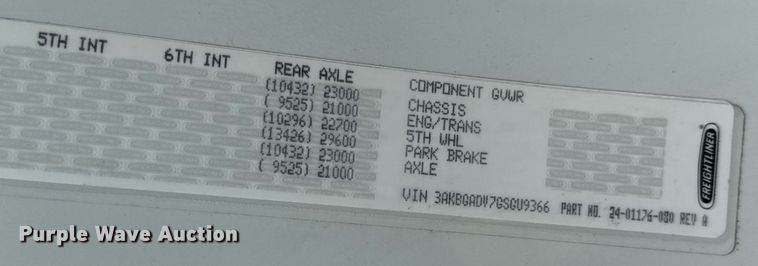 5TH INT 6TH INT REAR AXLE COMPONENT GVWR
(10432) 23000
( 9525) 21000 CHASSIS
(10296) 22700 ENG/TRANS
(13426) 29600 5TH WHL
(10432) 23000 PARK BRAKE
( 9525) 21000 AXLE
VIN 3AKBGADV7GSGU9366 PART NO. 24-01176-080 REV A
FREIGHTLINER
Purple Wave Auction